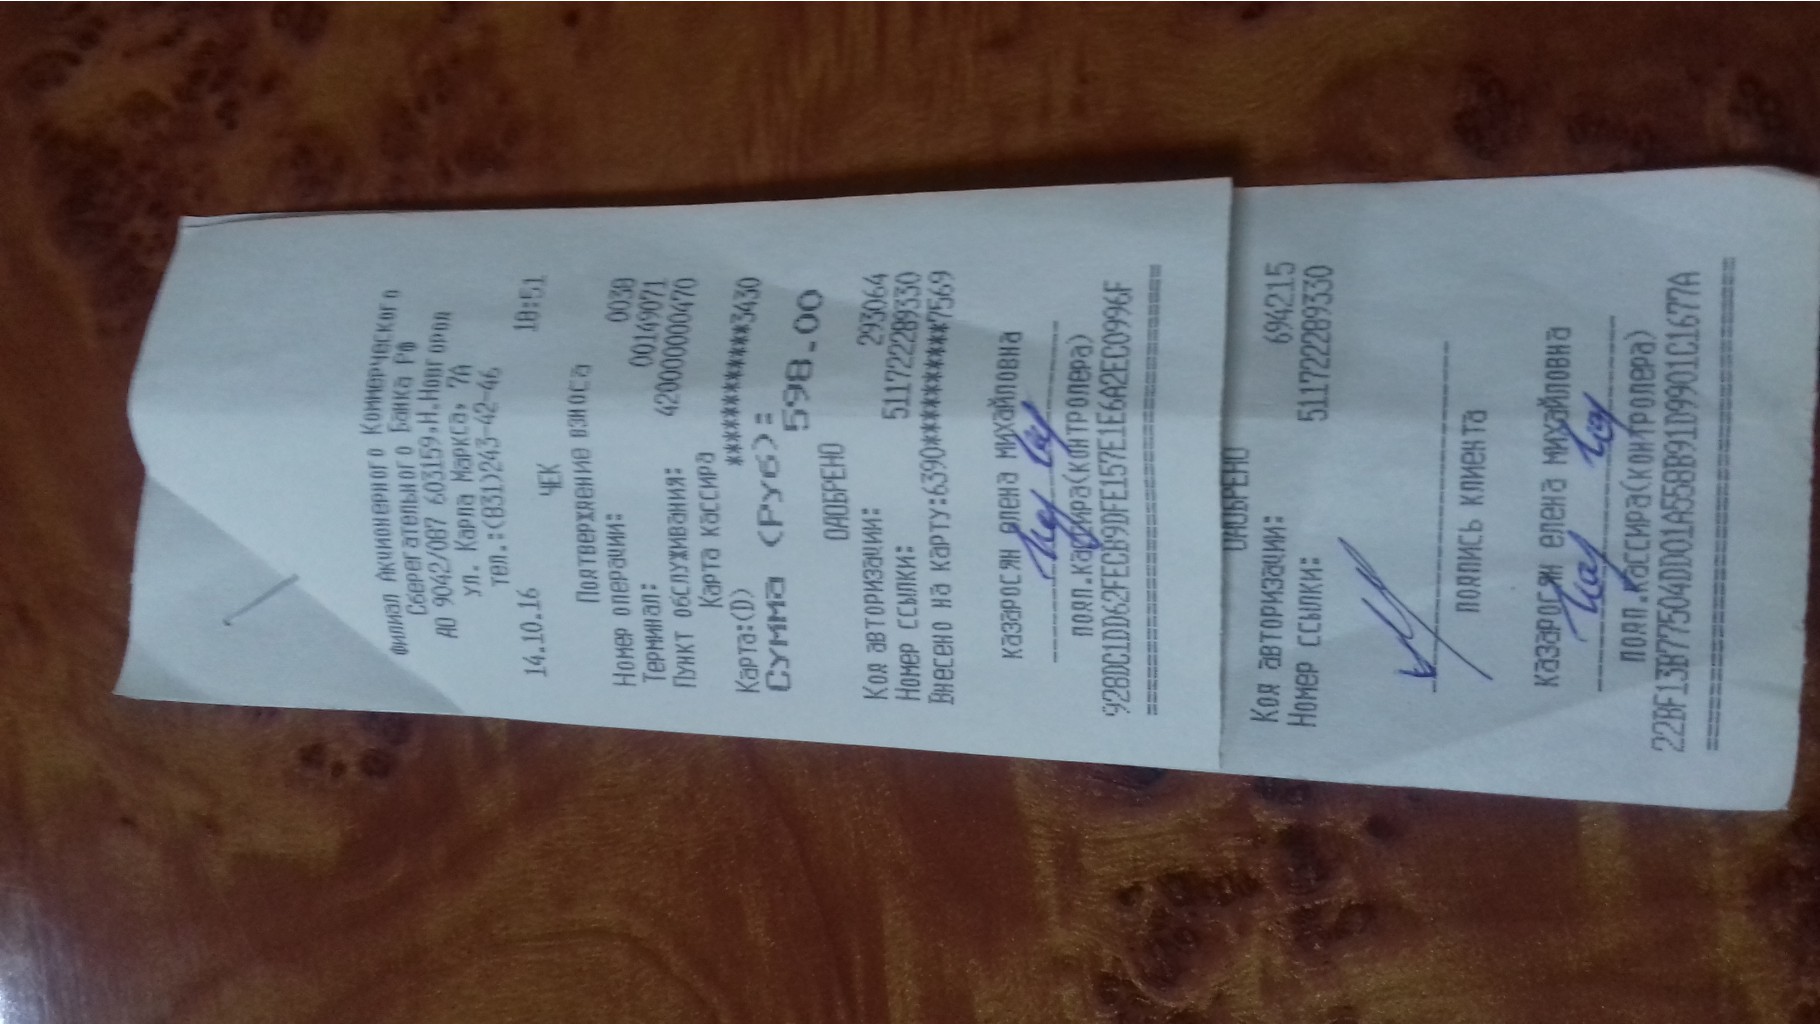 Филиал Акционерного Коммерческого
Сберегательного Банка РФ
ДО 9042/087 603159.Н.Новгород
ул. Карла Маркса, 7А
тел.:(831)243-42-46
14.10.16 18:51
ЧЕК
Подтверждение взноса
Номер операции: 0038
Терминал: 00149071
Пункт обслуживания: 420000000470
Карта кассира
Карта:(D) ************3430
Сумма (Руб):
598.00
ОДОБРЕНО
Код авторизации: 293064
Номер ссылки: 511722289330
Внесено на карту:6390**********7569
казаросян елена михайловна
подп.кассира(контролера)
928DC1DD62FECB9DFE157E1E6A2EC0996F
==================================
ОДОБРЕНО
Код авторизации: 694215
Номер ссылки: 511722289330
подпись клиента
казаросян елена михайловна
подп.кассира(контролера)
22BF13B77504DD01A55BB91D9901C1677A
==================================